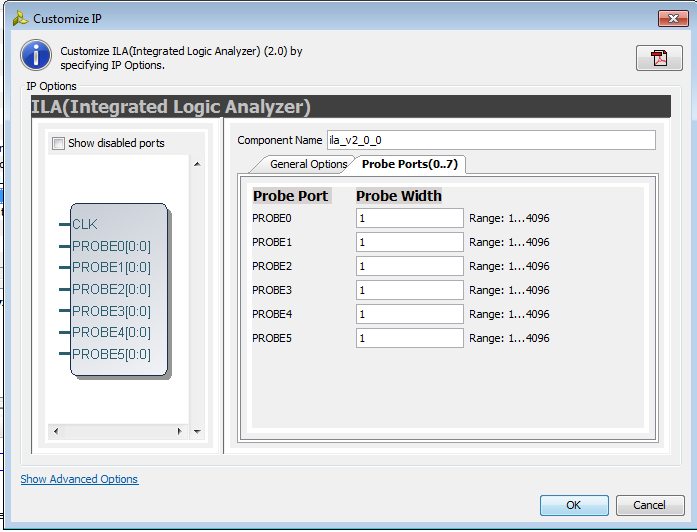 Customize IP
Customize ILA(Integrated Logic Analyzer) (2.0) by
specifying IP Options.
IP Options
ILA(Integrated Logic Analyzer)
Show disabled ports
CLK
PROBE0[0:0]
PROBE1[0:0]
PROBE2[0:0]
PROBE3[0:0]
PROBE4[0:0]
PROBE5[0:0]
Component Name ila_v2_0_0
General Options Probe Ports(0..7)
Probe Port Probe Width
PROBE0 1 Range: 1...4096
PROBE1 1 Range: 1...4096
PROBE2 1 Range: 1...4096
PROBE3 1 Range: 1...4096
PROBE4 1 Range: 1...4096
PROBE5 1 Range: 1...4096
Show Advanced Options
OK Cancel